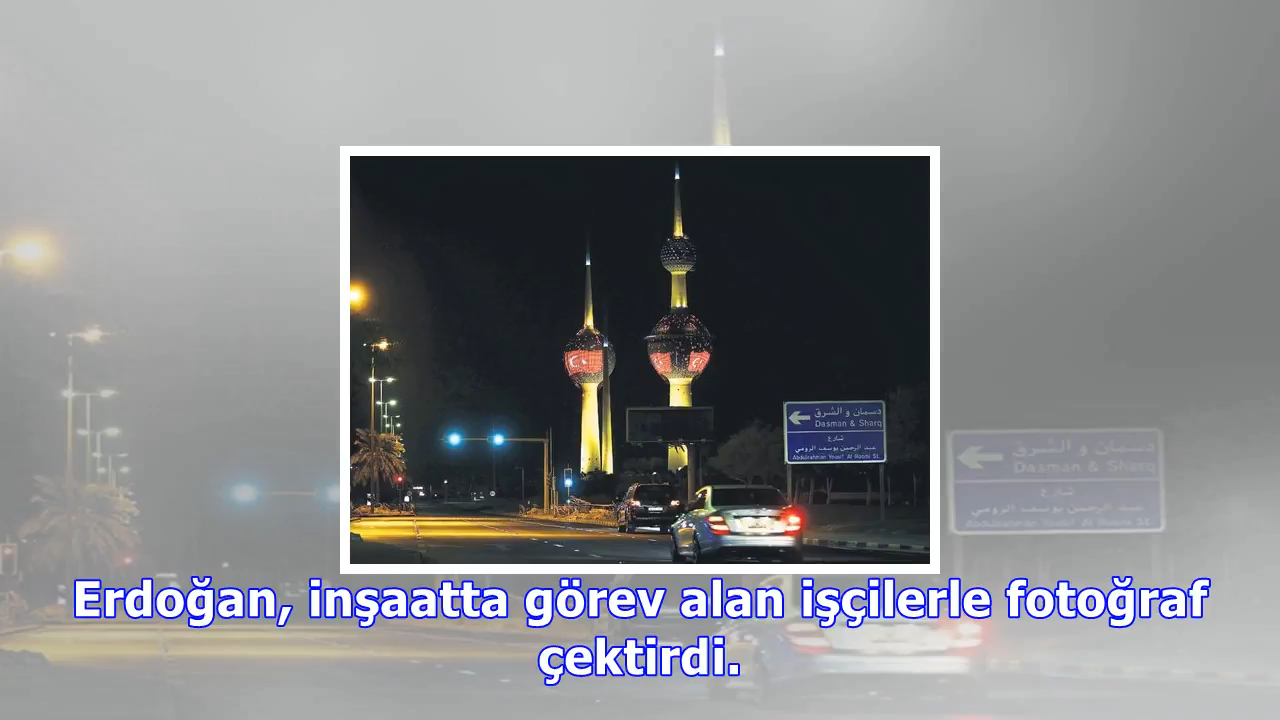 دسمان و الشرق
Dasman & Sharq
شارع
عبد الرحمن يوسف الرومي
Abdulrahman Yousif Al Roomi St.
Erdoğan, inşaatta görev alan işçilerle fotoğraf
çektirdi.